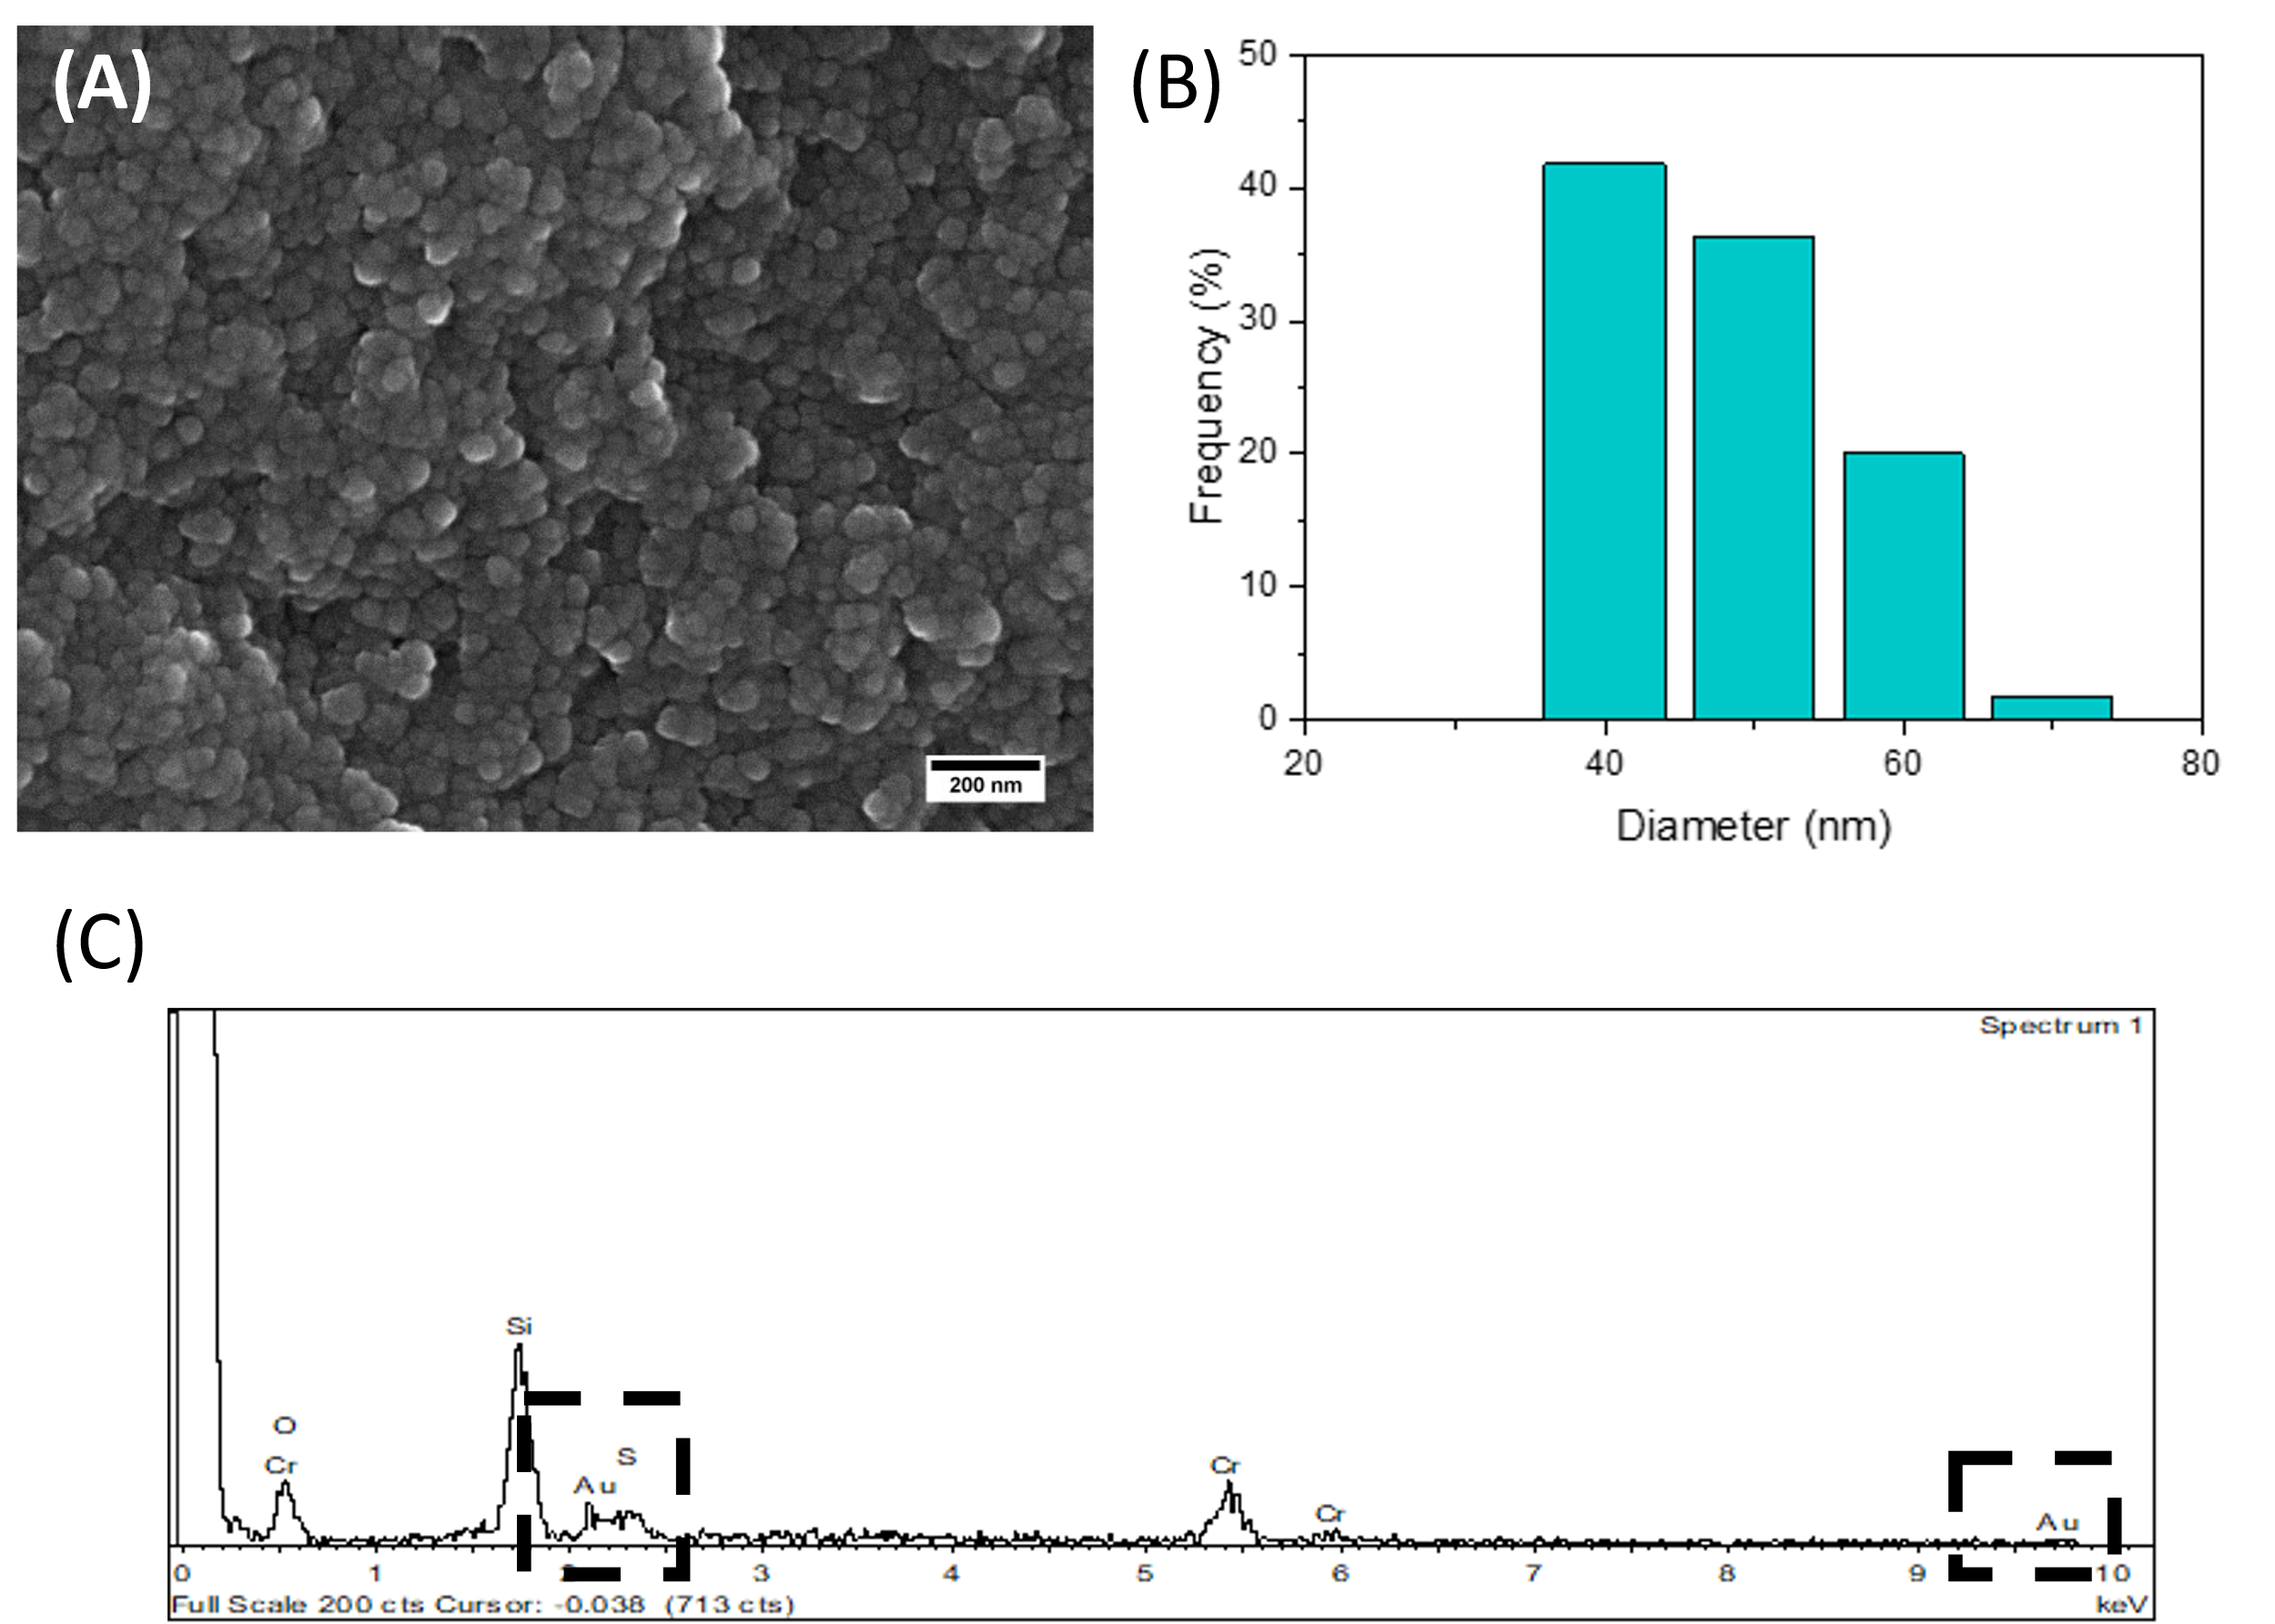 (A)
200 nm
(B)
50
40
30
20
10
0
Frequency (%)
20 40 60 80
Diameter (nm)
(C)
Spectrum 1
Si
O
Cr
S
Au
Cr
Cr
Au
0 1 2 3 4 5 6 7 8 9 10
Full Scale 200 cts Cursor: -0.038 (713 cts) keV